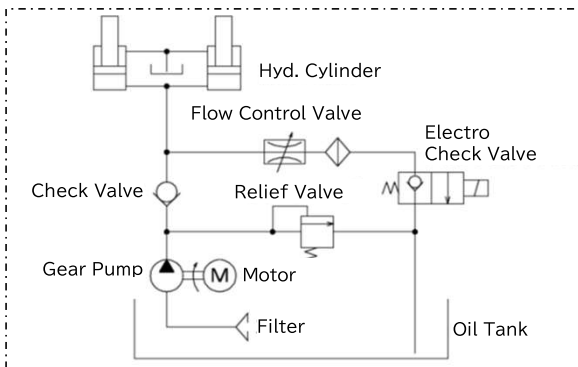 Hyd. Cylinder
Flow Control Valve
Electro
Check Valve
Check Valve
Relief Valve
Gear Pump
M
Motor
Filter
Oil Tank